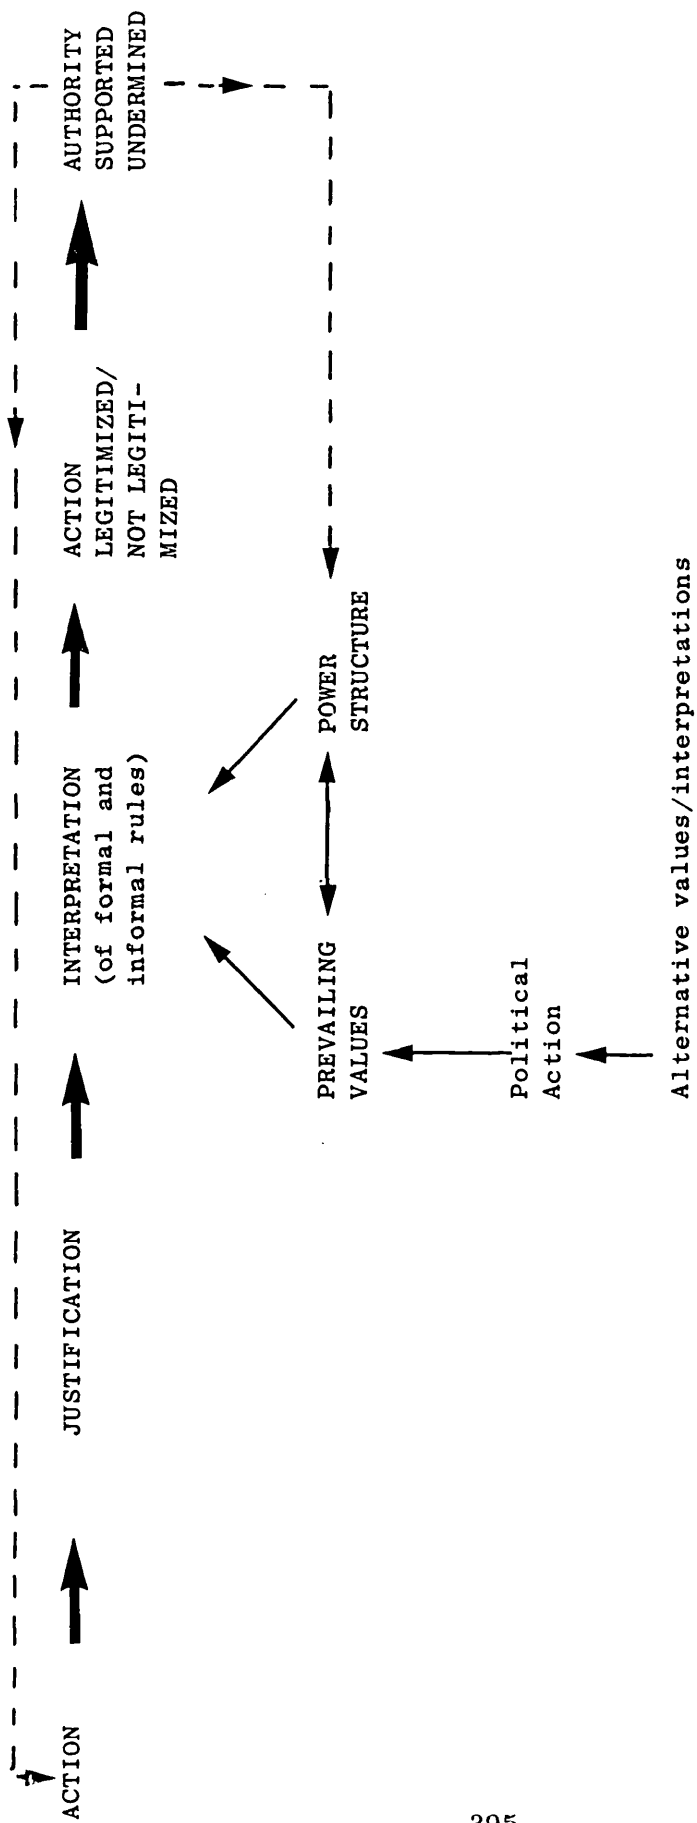 ACTION
JUSTIFICATION
INTERPRETATION
(of formal and
informal rules)
ACTION
LEGITIMIZED/
NOT LEGITI-
MIZED
AUTHORITY
SUPPORTED
UNDERMINED
PREVAILING
VALUES
POWER
STRUCTURE
Political
Action
Alternative values/interpretations